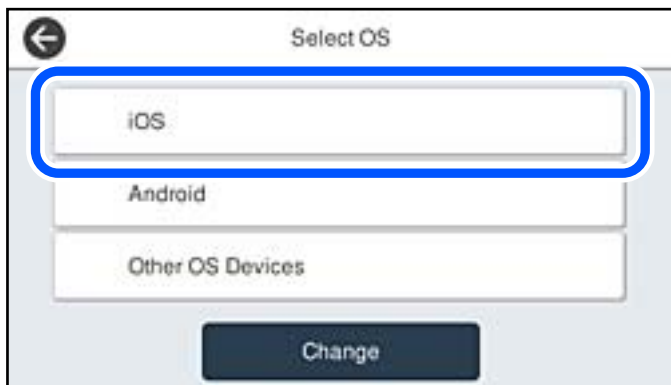 Select OS
iOS
Android
Other OS Devices
Change